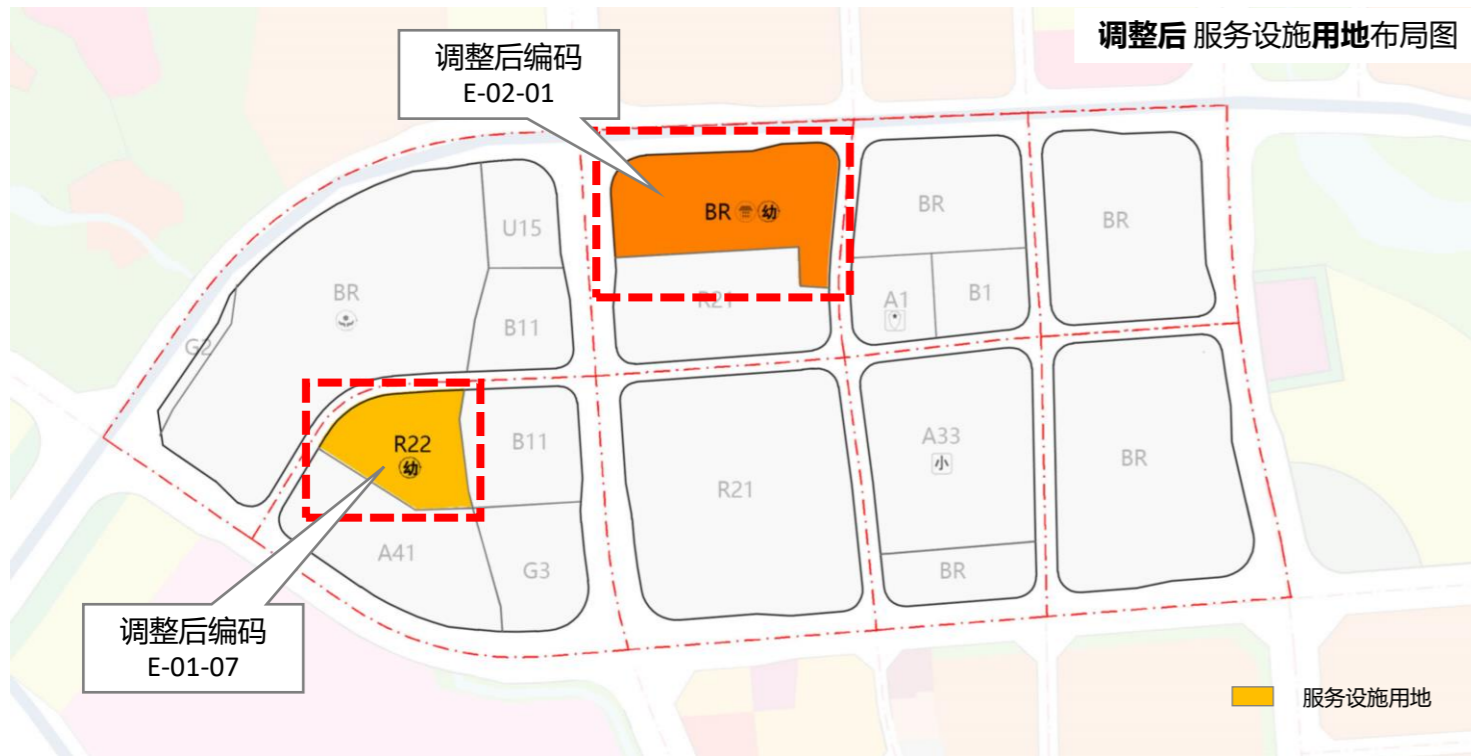 调整后 服务设施用地布局图
调整后编码
E-02-01
BR 幼
BR
BR
U15
R21
A1
B1
BR
B11
G2
R22
幼
B11
A33
小
BR
R21
A41
G3
BR
调整后编码
E-01-07
服务设施用地